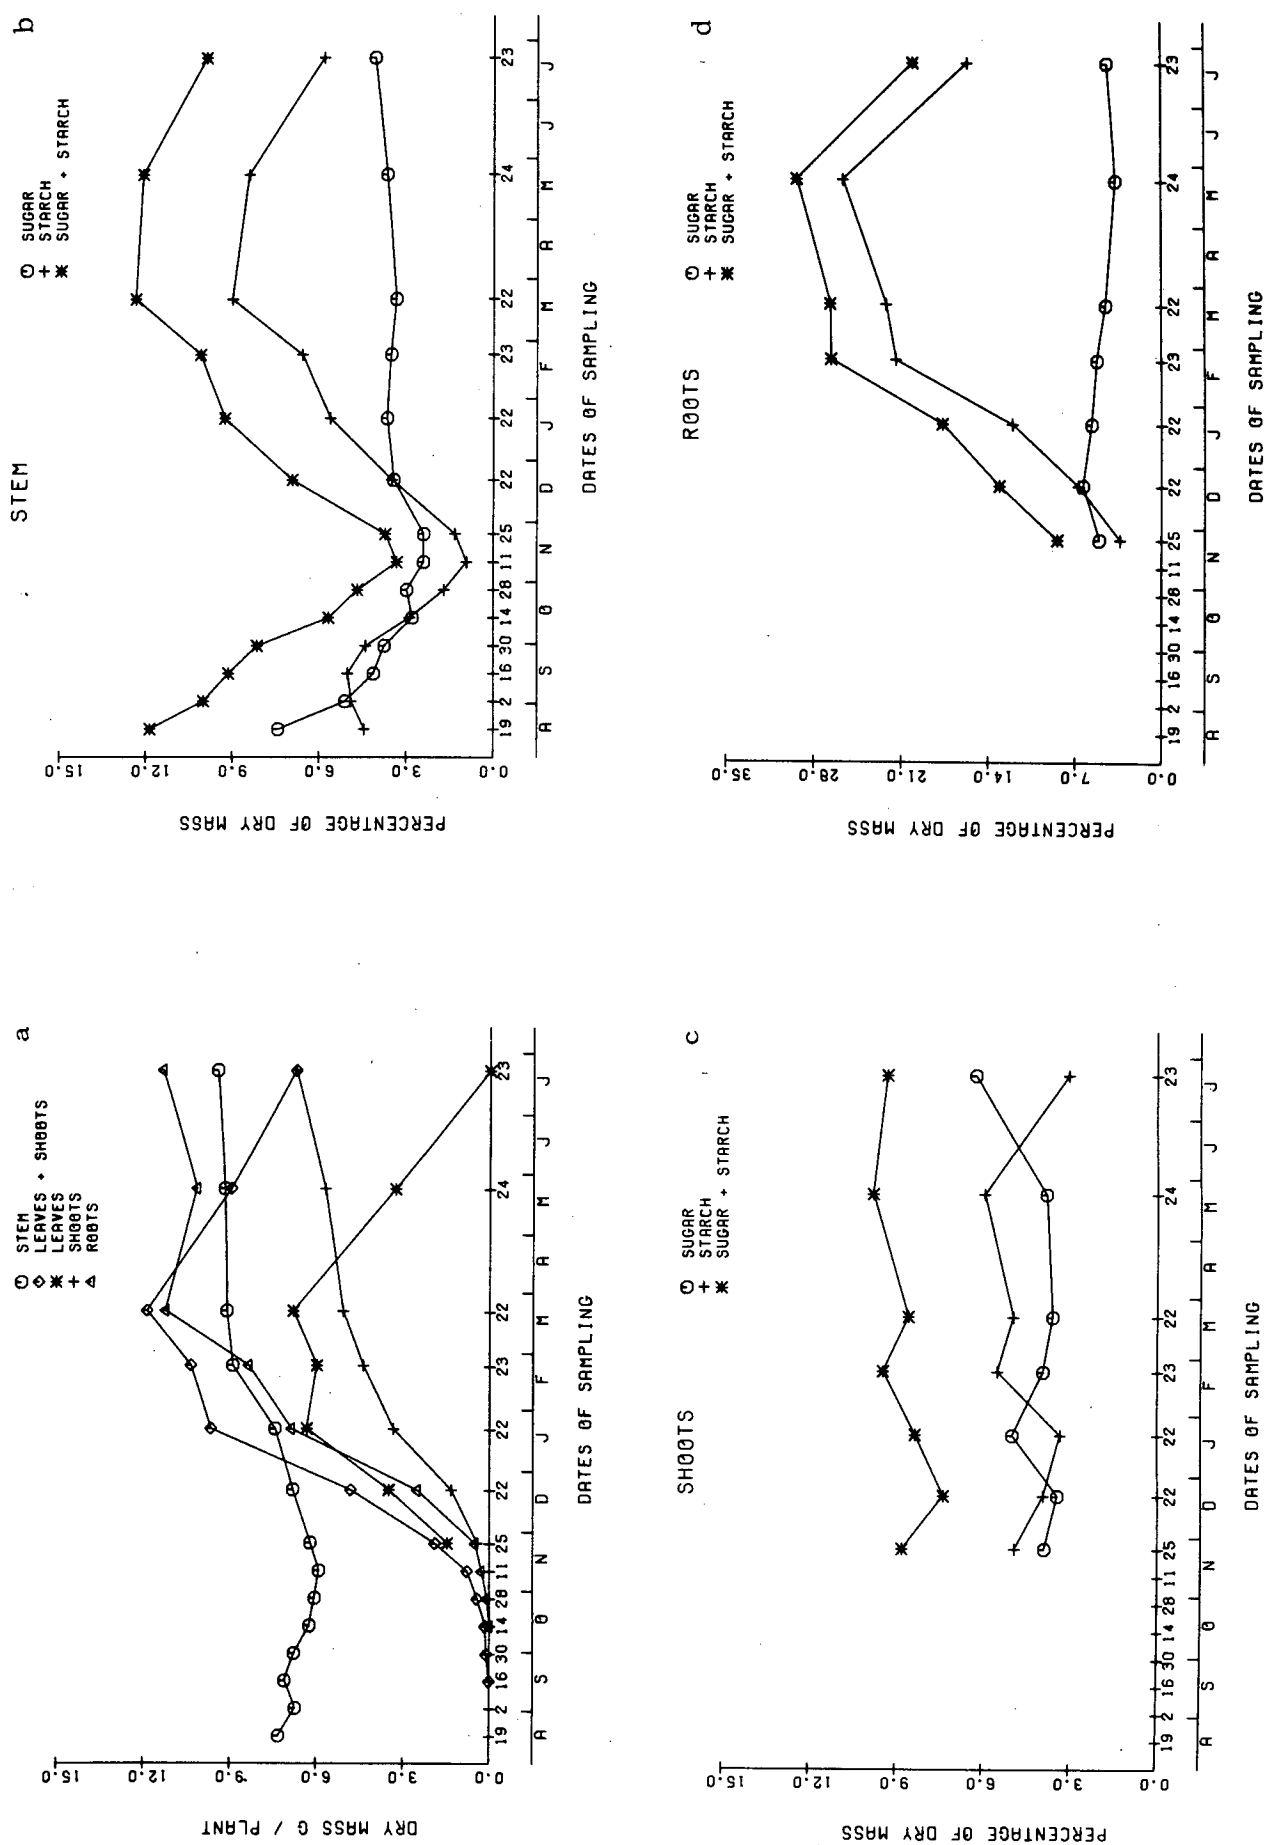 a
STEM
LEAVES + SHOOTS
LEAVES
SHOOTS
ROOTS
DRY MASS G / PLANT
15.0
12.0
9.0
6.0
3.0
0.0
19 2 16 30 14 28 11 25 22 22 23 22 24 23
A S O N D J F M A M J J
DATES OF SAMPLING
b
STEM
SUGAR
STARCH
SUGAR + STARCH
PERCENTAGE OF DRY MASS
15.0
12.0
9.0
6.0
3.0
0.0
19 2 16 30 14 28 11 25 22 22 23 22 24 23
A S O N D J F M A M J J
DATES OF SAMPLING
c
SHOOTS
SUGAR
STARCH
SUGAR + STARCH
PERCENTAGE OF DRY MASS
15.0
12.0
9.0
6.0
3.0
0.0
19 2 16 30 14 28 11 25 22 22 23 22 24 23
A S O N D J F M A M J J
DATES OF SAMPLING
d
ROOTS
SUGAR
STARCH
SUGAR + STARCH
PERCENTAGE OF DRY MASS
35.0
28.0
21.0
14.0
7.0
0.0
19 2 16 30 14 28 11 25 22 22 23 22 24 23
A S O N D J F M A M J J
DATES OF SAMPLING